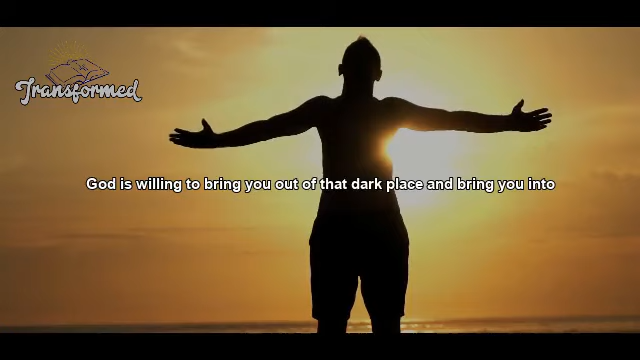 Transformed
God is willing to bring you out of that dark place and bring you into